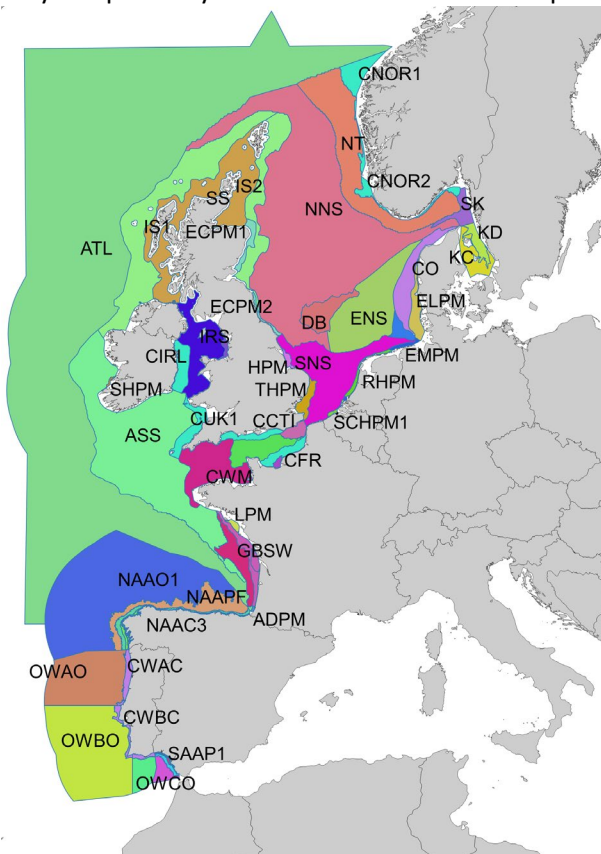 CNOR1
NT
CNOR2
IS2
SS
NNS
SK
IS1
ECPM1
KD
ATL
KC
CO
ECPM2
ELPM
DB
ENS
IRS
CIRL
EMPM
HPM
SNS
SHPM
THPM
RHPM
CUK1
SCHPM1
ASS
CCTI
CFR
CWM
LPM
GBSW
NAAO1
NAAPF
NAAC3
ADPM
OWAO
CWAC
CWBC
OWBO
SAAP1
OWCO